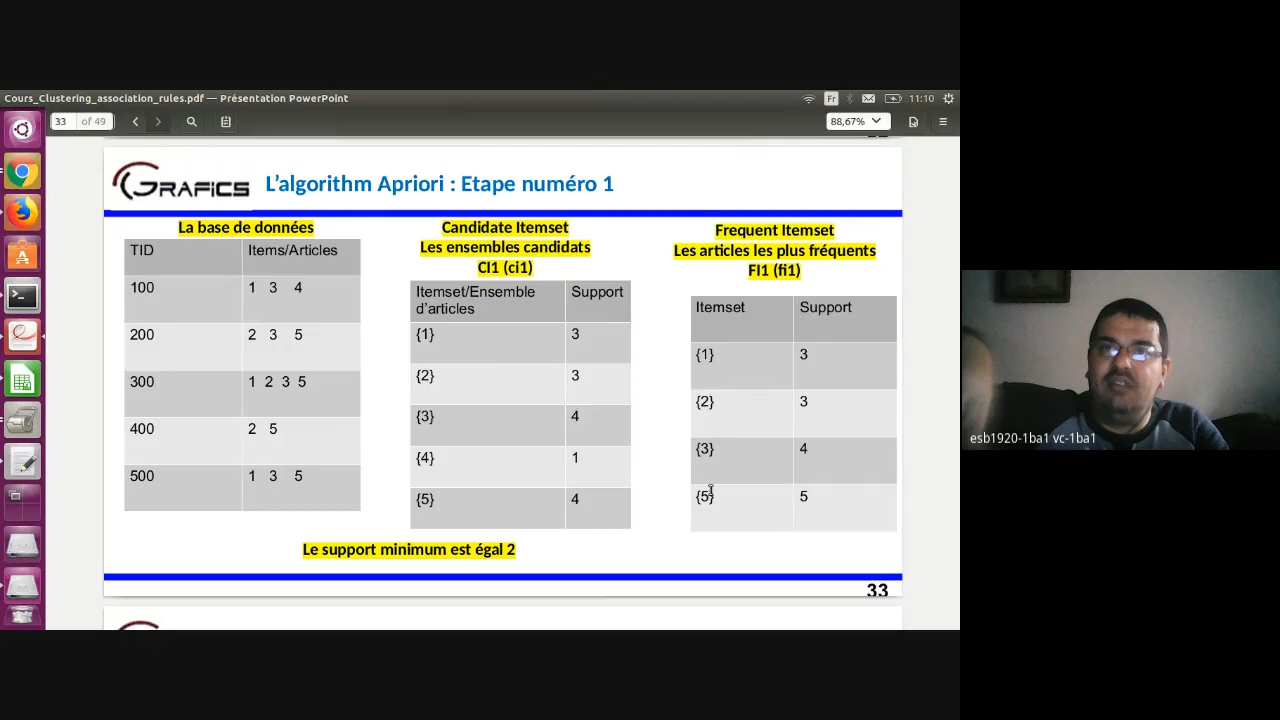 Cours_Clustering_association_rules.pdf — Présentation PowerPoint
Fr
11:10
33
of 49
88,67%
GRAFICS
L'algorithm Apriori : Etape numéro 1
La base de données
TID Items/Articles
100 1 3 4
200 2 3 5
300 1 2 3 5
400 2 5
500 1 3 5
Candidate Itemset
Les ensembles candidats
CI1 (ci1)
Itemset/Ensemble d'articles Support
{1} 3
{2} 3
{3} 4
{4} 1
{5} 4
Frequent Itemset
Les articles les plus fréquents
FI1 (fi1)
Itemset Support
{1} 3
{2} 3
{3} 4
{5} 5
Le support minimum est égal 2
33
esb1920-1ba1 vc-1ba1